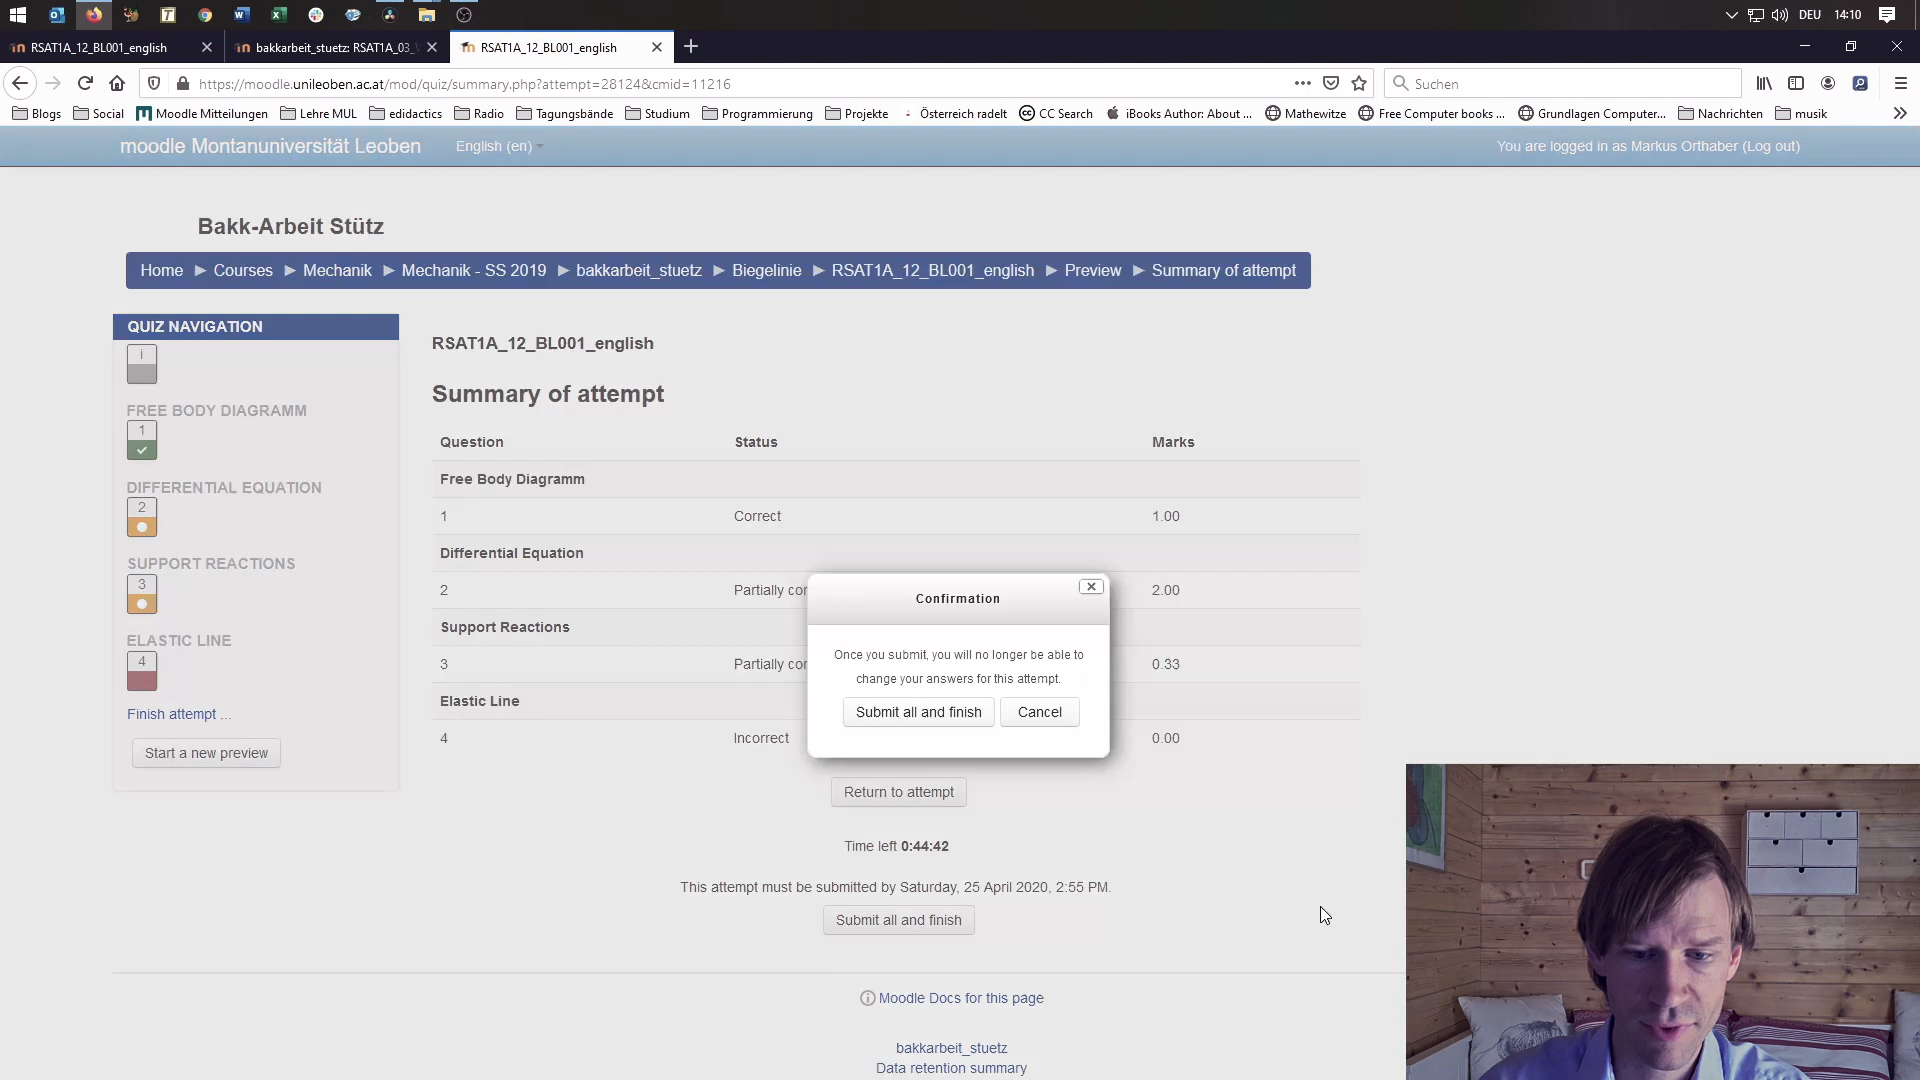 DEU
14:10
RSAT1A_12_BL001_english
bakkarbeit_stuetz: RSAT1A_03_
RSAT1A_12_BL001_english
https://moodle.unileoben.ac.at/mod/quiz/summary.php?attempt=28124&cmid=11216
Suchen
Blogs Social Moodle Mitteilungen Lehre MUL edidactics Radio Tagungsbände Studium Programmierung Projekte Österreich radelt CC Search iBooks Author: About ... Mathewitze Free Computer books ... Grundlagen Computer... Nachrichten musik
moodle Montanuniversität Leoben
English (en)
You are logged in as Markus Orthaber (Log out)
Bakk-Arbeit Stütz
Home ► Courses ► Mechanik ► Mechanik - SS 2019 ► bakkarbeit_stuetz ► Biegelinie ► RSAT1A_12_BL001_english ► Preview ► Summary of attempt
QUIZ NAVIGATION
i
FREE BODY DIAGRAMM
1
DIFFERENTIAL EQUATION
2
SUPPORT REACTIONS
3
ELASTIC LINE
4
Finish attempt ...
Start a new preview
RSAT1A_12_BL001_english
Summary of attempt
Question Status Marks
Free Body Diagramm
1 Correct 1.00
Differential Equation
2 Partially cor 2.00
Support Reactions
3 Partially cor 0.33
Elastic Line
4 Incorrect 0.00
Confirmation
Once you submit, you will no longer be able to
change your answers for this attempt.
Submit all and finish
Cancel
Return to attempt
Time left 0:44:42
This attempt must be submitted by Saturday, 25 April 2020, 2:55 PM.
Submit all and finish
Moodle Docs for this page
bakkarbeit_stuetz
Data retention summary